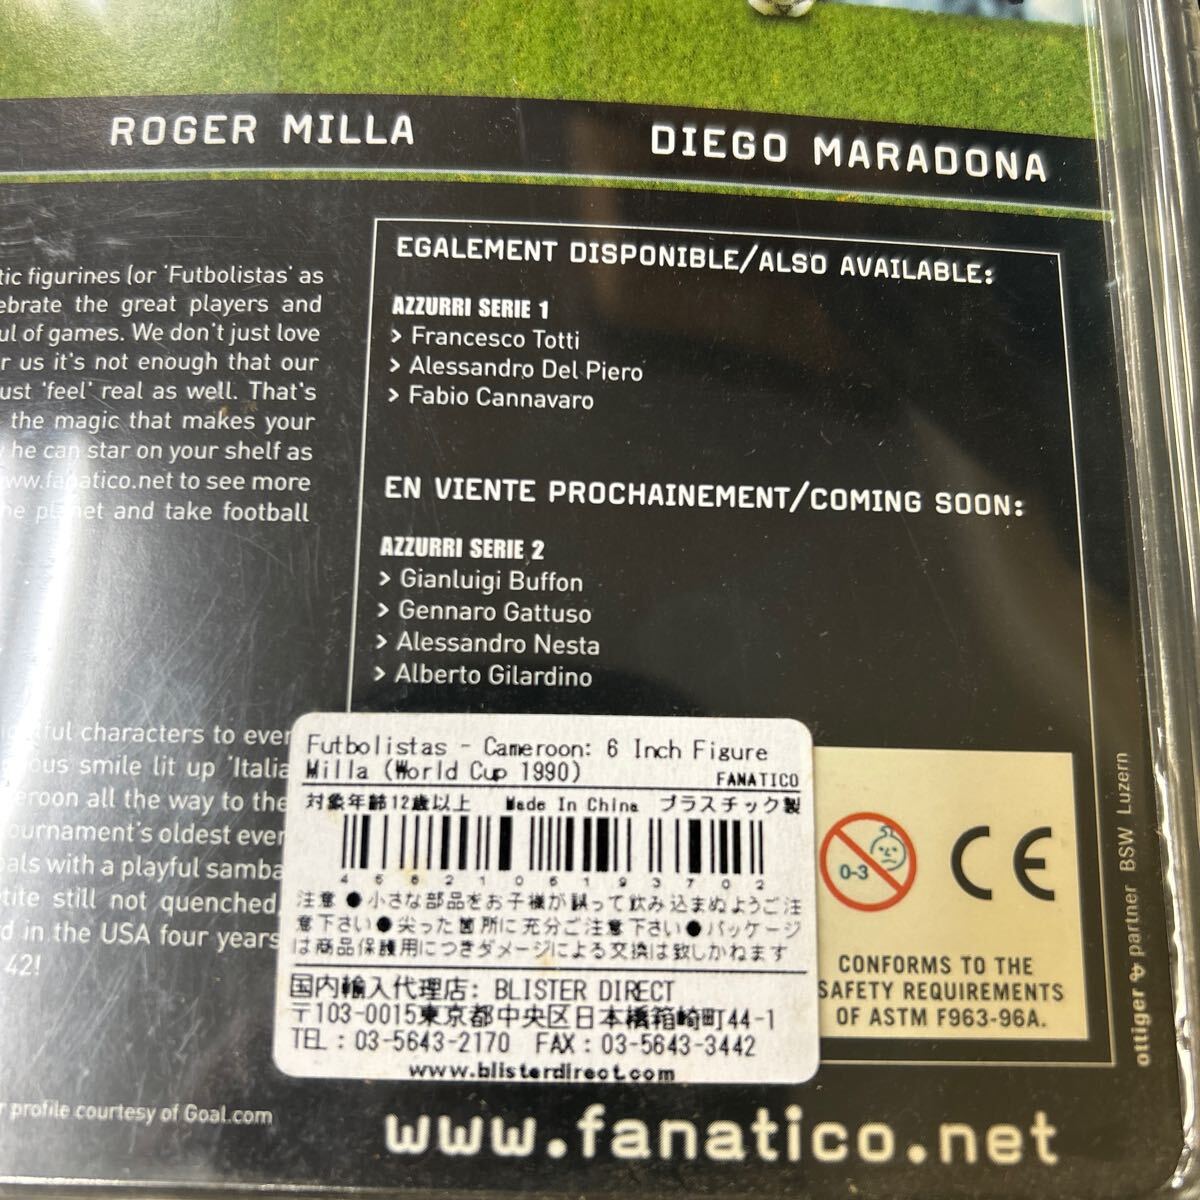 ROGER MILLA
DIEGO MARADONA
tic figurines (or 'Futbolistas' as
ebrate the great players and
ul of games. We don't just love
r us it's not enough that our
ust 'feel' real as well. That's
the magic that makes your
he can star on your shelf as
ww.fanatico.net to see more
he planet and take football
EGALEMENT DISPONIBLE/ALSO AVAILABLE:
AZZURRI SERIE 1
> Francesco Totti
> Alessandro Del Piero
> Fabio Cannavaro
EN VIENTE PROCHAINEMENT/COMING SOON:
AZZURRI SERIE 2
> Gianluigi Buffon
> Gennaro Gattuso
> Alessandro Nesta
> Alberto Gilardino
ful characters to ever
ous smile lit up 'Italia
eroon all the way to the
ournament's oldest ever
oals with a playful samba
tite still not quenched,
d in the USA four years
42!
r profile courtesy of Goal.com
Futbolistas - Cameroon: 6 Inch Figure
Milla (World Cup 1990) FANATICO
対象年齢12歳以上 Made In China プラスチック製
4582106193702
注意 ●小さな部品をお子様が誤って飲み込まぬようご注
意下さい●尖った箇所に充分ご注意下さい●パッケージ
は商品保護用につきダメージによる交換は致しかねます
国内輸入代理店: BLISTER DIRECT
〒103-0015東京都中央区日本橋箱崎町44-1
TEL:03-5643-2170 FAX:03-5643-3442
www.blisterdirect.com
0-3
CE
CONFORMS TO THE
SAFETY REQUIREMENTS
OF ASTM F963-96A.
ottiger & partner BSW Luzern
www.fanatico.net